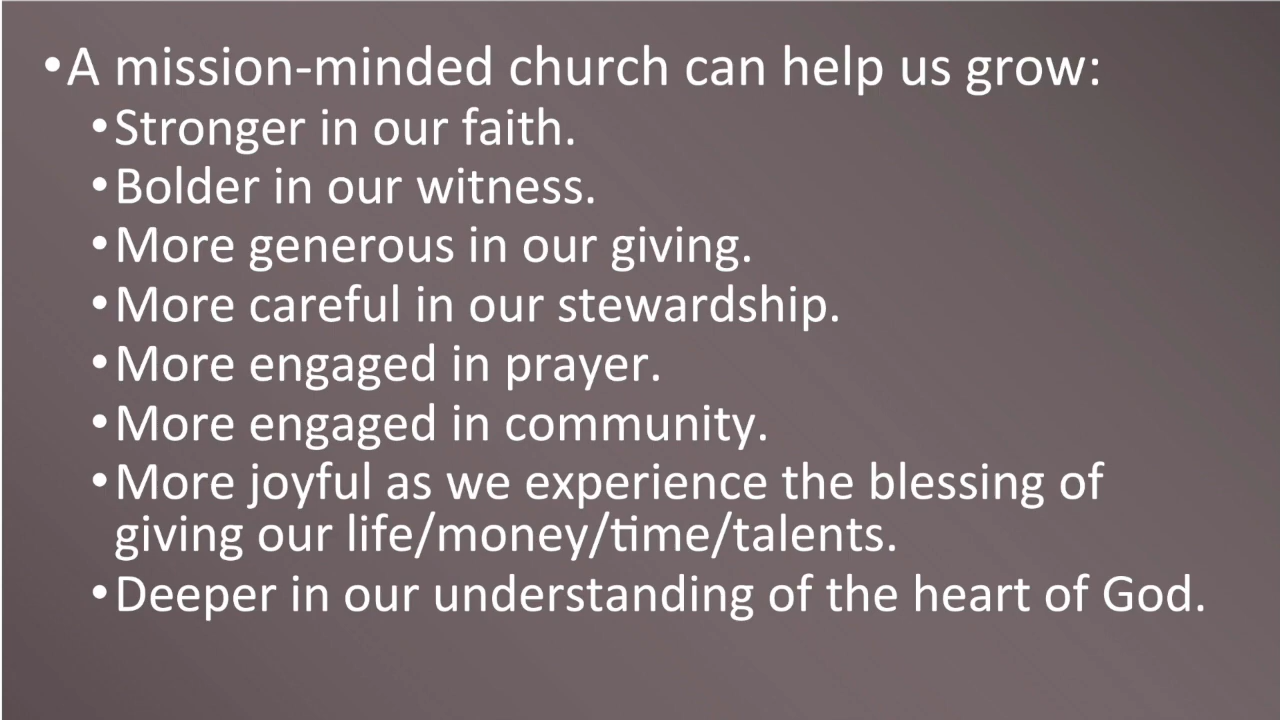 •A mission-minded church can help us grow:
•Stronger in our faith.
•Bolder in our witness.
•More generous in our giving.
•More careful in our stewardship.
•More engaged in prayer.
•More engaged in community.
•More joyful as we experience the blessing of
giving our life/money/time/talents.
•Deeper in our understanding of the heart of God.